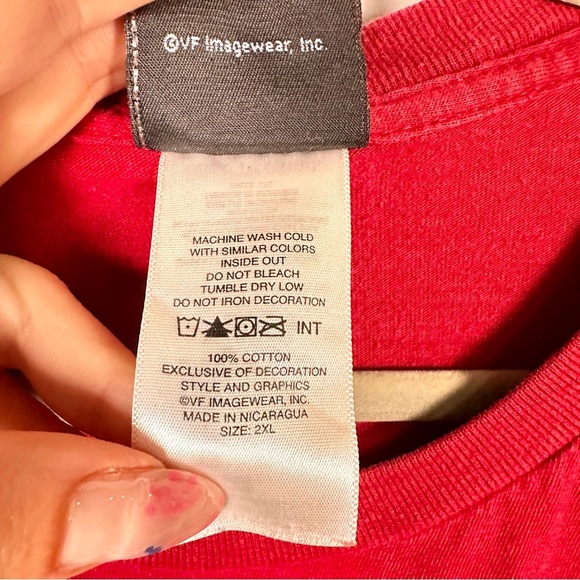 ©VF Imagewear, Inc.
MACHINE WASH COLD
WITH SIMILAR COLORS
INSIDE OUT
DO NOT BLEACH
TUMBLE DRY LOW
DO NOT IRON DECORATION
INT
100% COTTON
EXCLUSIVE OF DECORATION
STYLE AND GRAPHICS
©VF IMAGEWEAR, INC.
MADE IN NICARAGUA
SIZE: 2XL